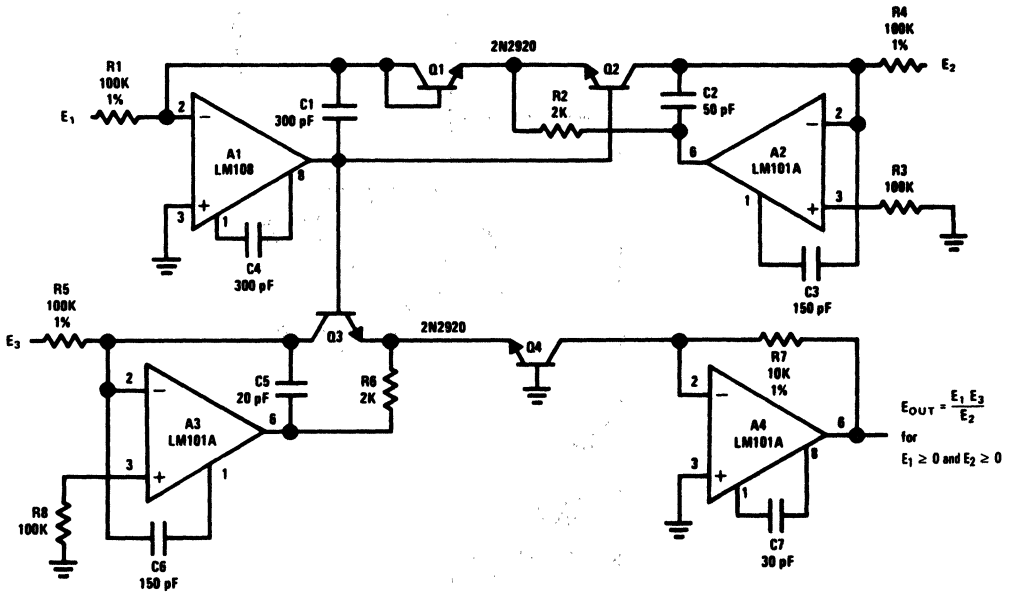 R4
100K
1%
2N2920
R1
100K
1%
Q1
Q2
E2
C1
300 pF
R2
2K
C2
50 pF
E1
2
−
2
−
A1
LM108
8
6
A2
LM101A
R3
100K
+
3
1
1
+
3
C4
300 pF
C3
150 pF
R5
100K
1%
Q3
2N2920
Q4
E3
R7
10K
1%
2
−
C5
20 pF
R6
2K
2
−
A3
LM101A
6
A4
LM101A
6
EOUT = E1 E3 / E2
for
E1 ≥ 0 and E2 ≥ 0
3
+
1
8
3
+
1
R8
100K
C6
150 pF
C7
30 pF